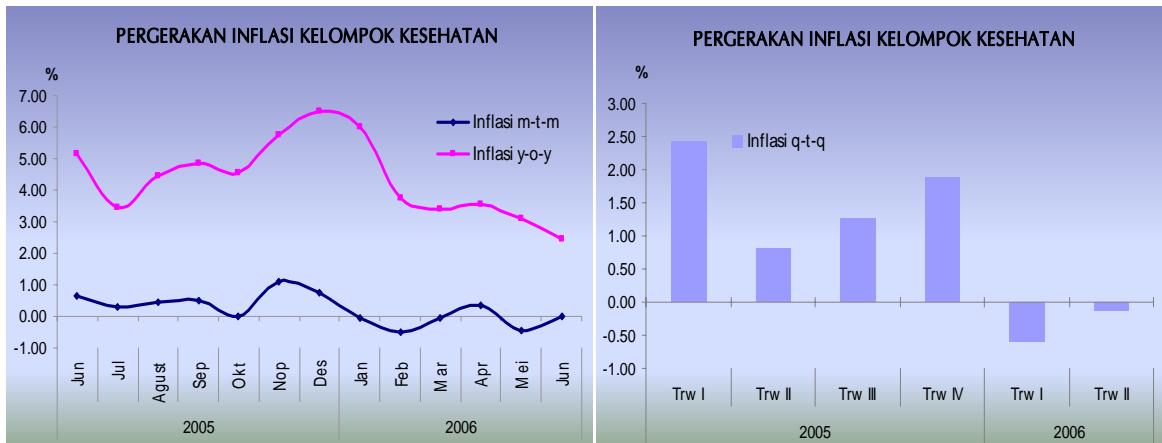 PERGERAKAN INFLASI KELOMPOK KESEHATAN
%
7.00
6.00
5.00
4.00
3.00
2.00
1.00
0.00
-1.00
Inflasi m-t-m
Inflasi y-o-y
Jun
Jul
Agust
Sep
Okt
Nop
Des
Jan
Feb
Mar
Apr
Mei
Jun
2005
2006
PERGERAKAN INFLASI KELOMPOK KESEHATAN
%
3.00
2.50
2.00
1.50
1.00
0.50
0.00
-0.50
-1.00
Inflasi q-t-q
Trw I Trw II Trw III Trw IV Trw I Trw II
2005 2006